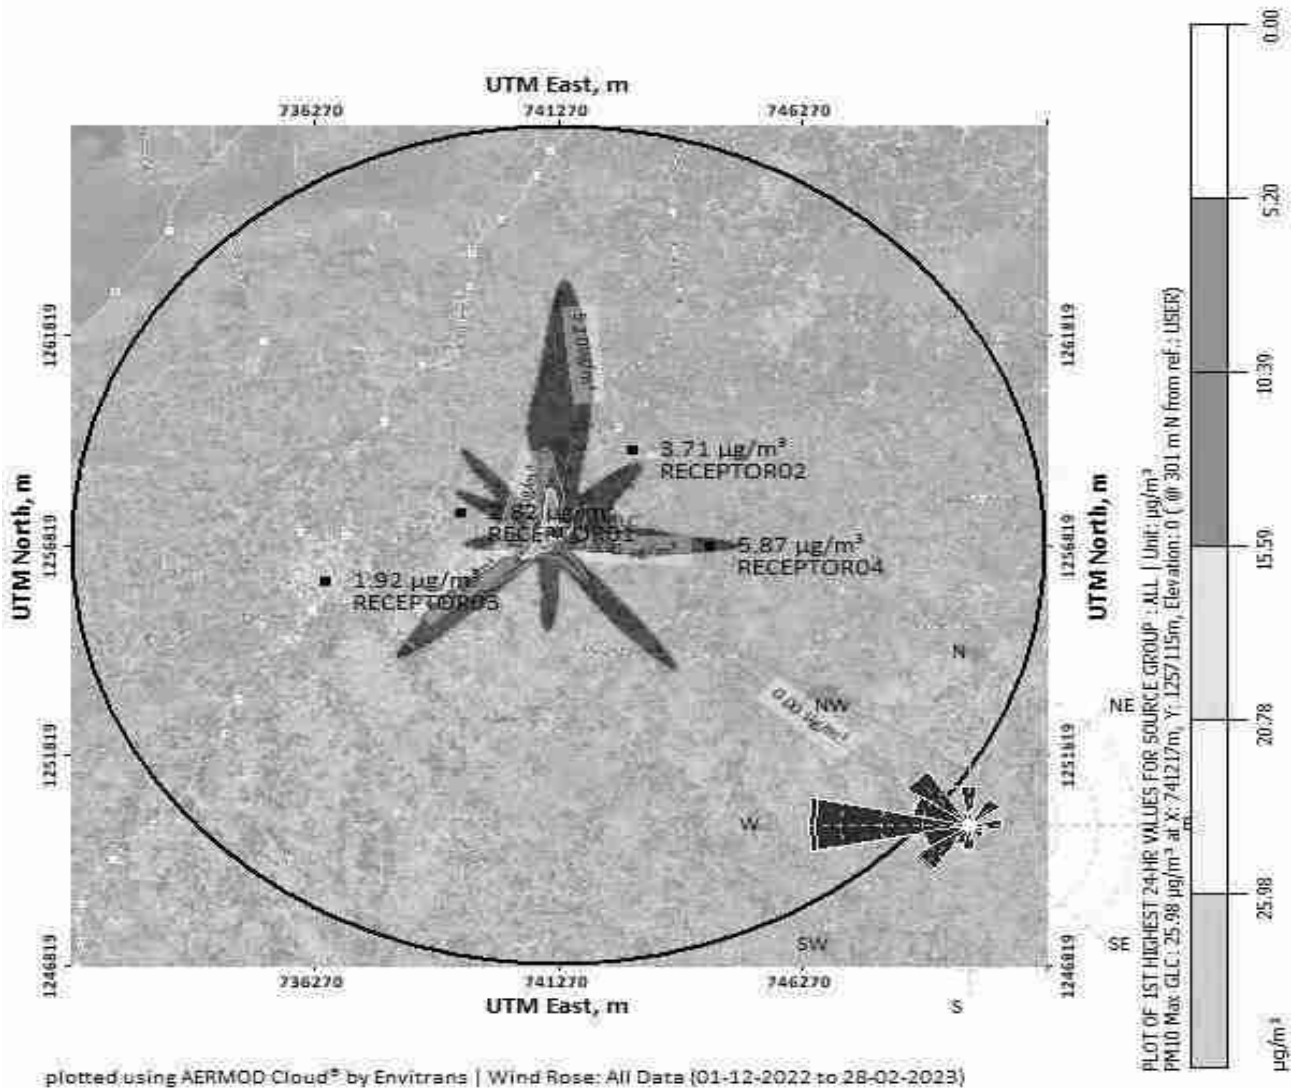 UTM East, m
736270 741270 746270
0.00
5.20
10.39
15.59
20.78
25.98
µg/m³
1261819
1256819
1251819
1246819
UTM North, m
3.71 µg/m³
RECEPTOR02
RECEPTOR01
5.87 µg/m³
RECEPTOR04
1.92 µg/m³
0.00 µg/m³
N
NE
NW
W
SW
SE
S
1261819
1256819
1251819
1246819
UTM North, m
PLOT OF 1ST HIGHEST 24-HR VALUES FOR SOURCE GROUP : ALL | Unit: µg/m³
PM10 Max GLC: 25.98 µg/m³ at X: 741217m, Y: 1257115m, Elevation: 0 ( @ 301 m N from ref.: USER)
736270 741270 746270
UTM East, m
plotted using AERMOD Cloud® by Envitrans | Wind Rose: All Data (01-12-2022 to 28-02-2023)